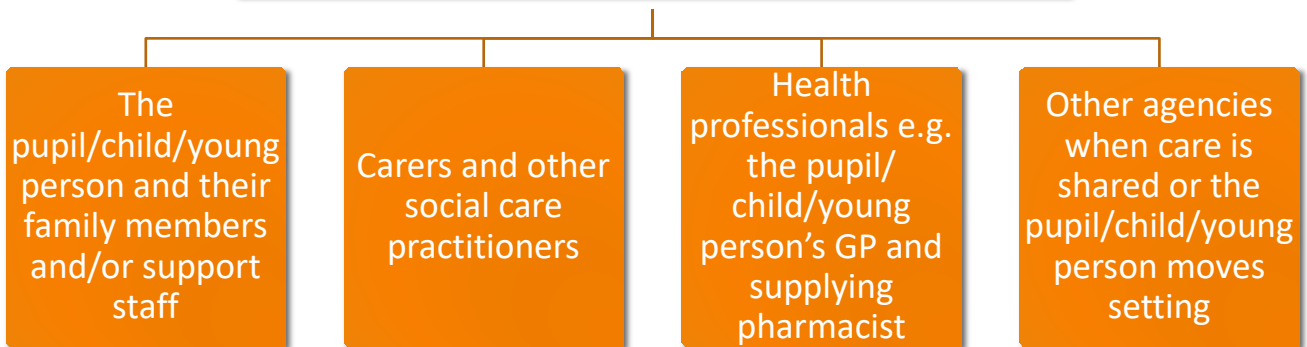 The
pupil/child/young
person and their
family members
and/or support
staff
Carers and other
social care
practitioners
Health
professionals e.g.
the pupil/
child/young
person’s GP and
supplying
pharmacist
Other agencies
when care is
shared or the
pupil/child/young
person moves
setting